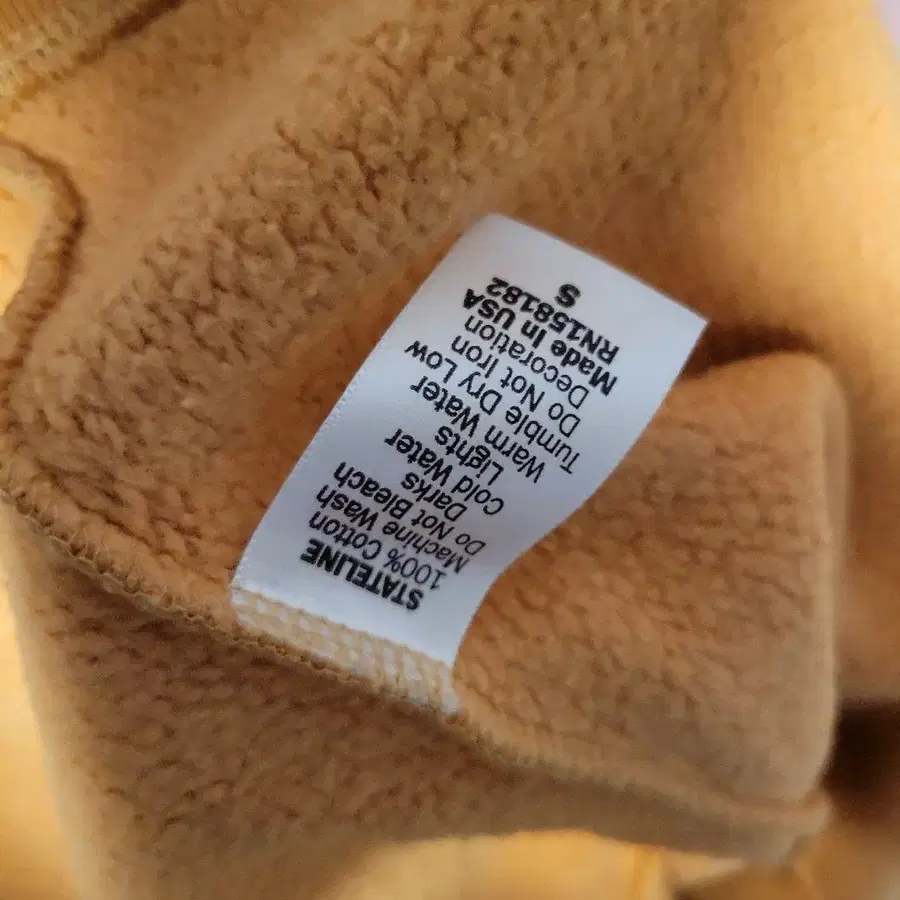 STATELINE
100% Cotton
Machine Wash
Do Not Bleach
Darks
Cold Water
Lights
Warm Water
Tumble Dry Low
Do Not Iron
Decoration
Made In USA
RN158182
S